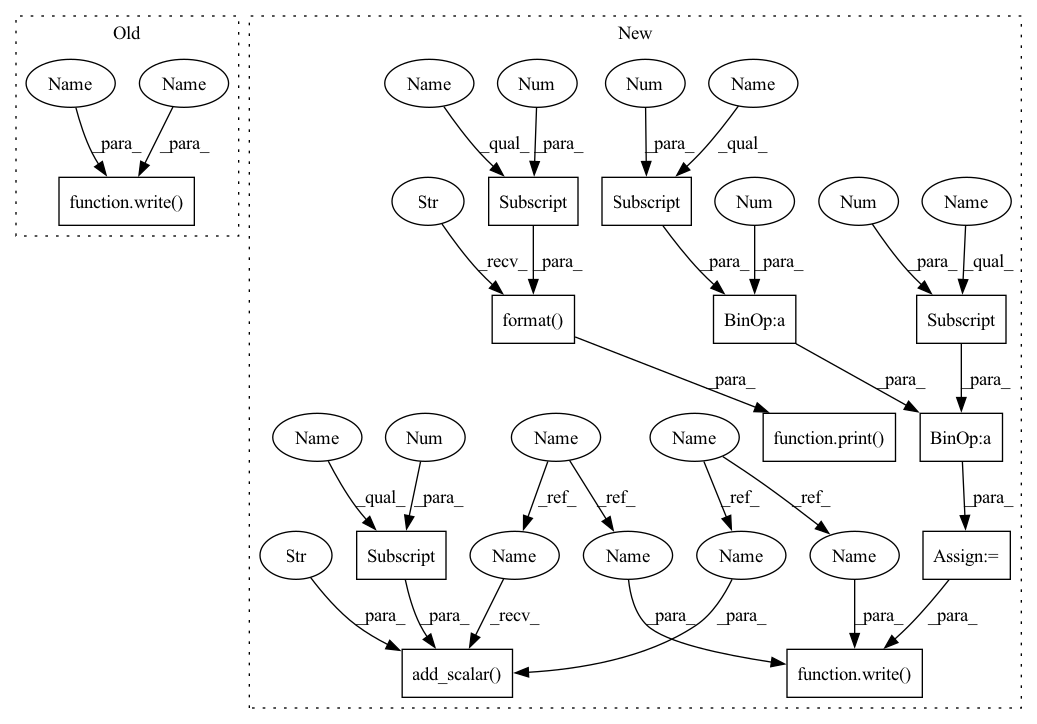 Old
New
Name
Name
Name
Num
Num
Name
_para_
_para_
_qual_
_para_
_para_
_qual_
function.write()
Str
Subscript
Subscript
Num
Num
Name
_recv_
_para_
_para_
_para_
_para_
_qual_
format()
BinOp:a
Subscript
_para_
_para_
_para_
Name
Num
Name
Name
function.print()
BinOp:a
_qual_
_para_
_ref_
_ref_
_ref_
_ref_
_para_
Str
Subscript
Name
Name
Name
Name
Assign:=
_para_
_para_
_recv_
_para_
_para_
_para_
_para_
add_scalar()
function.write()